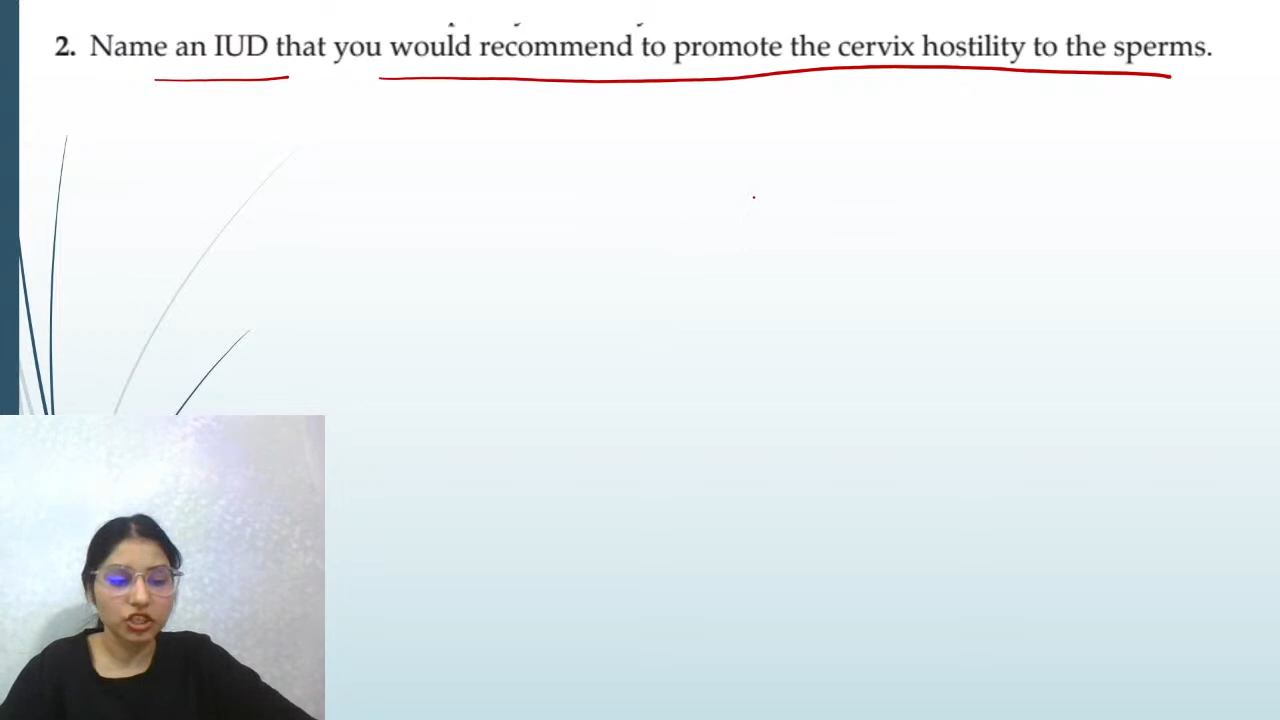 2. Name an IUD that you would recommend to promote the cervix hostility to the sperms.